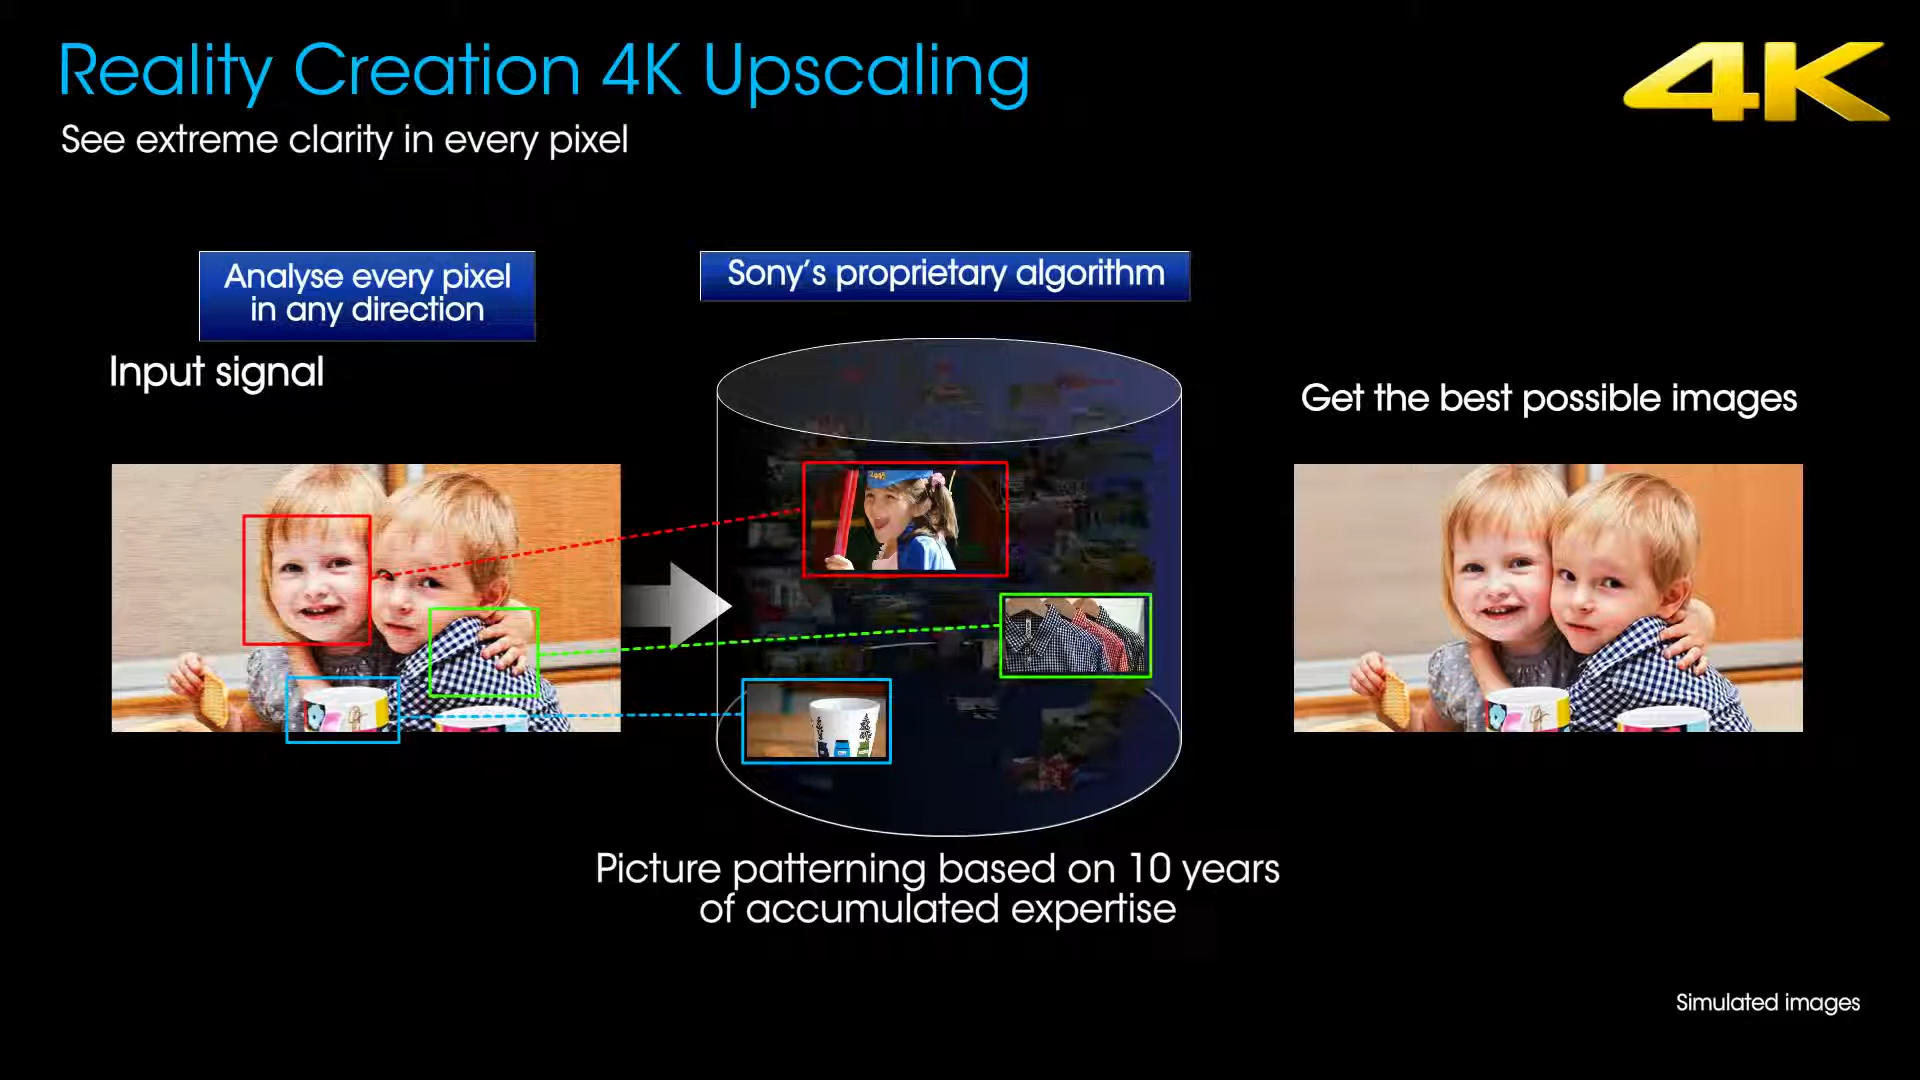 Reality Creation 4K Upscaling
4K
See extreme clarity in every pixel
Analyse every pixel
in any direction
Sony's proprietary algorithm
Input signal
Get the best possible images
Picture patterning based on 10 years
of accumulated expertise
Simulated images